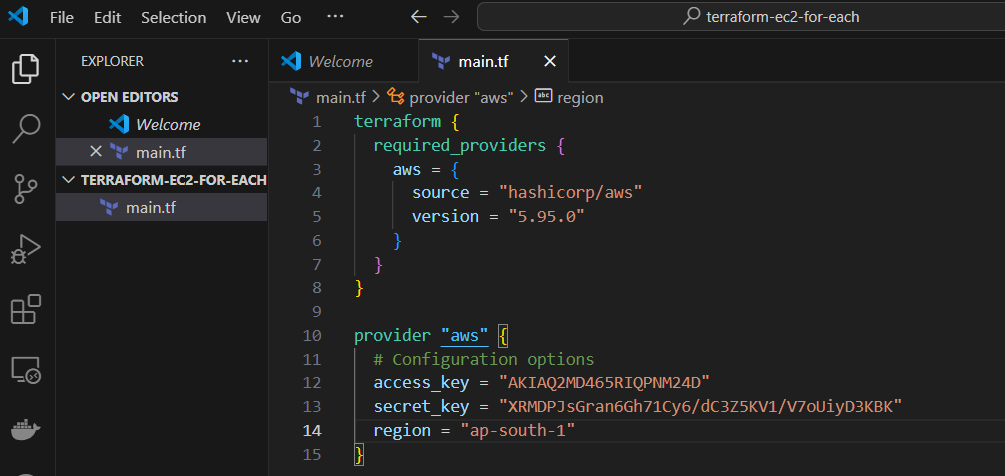 File Edit Selection View Go ···
terraform-ec2-for-each
EXPLORER ···
Welcome
main.tf
OPEN EDITORS
Welcome
main.tf
TERRAFORM-EC2-FOR-EACH
main.tf
main.tf > provider "aws" > abc region
1 terraform {
2 required_providers {
3 aws = {
4 source = "hashicorp/aws"
5 version = "5.95.0"
6 }
7 }
8 }
9
10 provider "aws" {
11 # Configuration options
12 access_key = "AKIAQ2MD465RIQPNM24D"
13 secret_key = "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"
14 region = "ap-south-1"
15 }